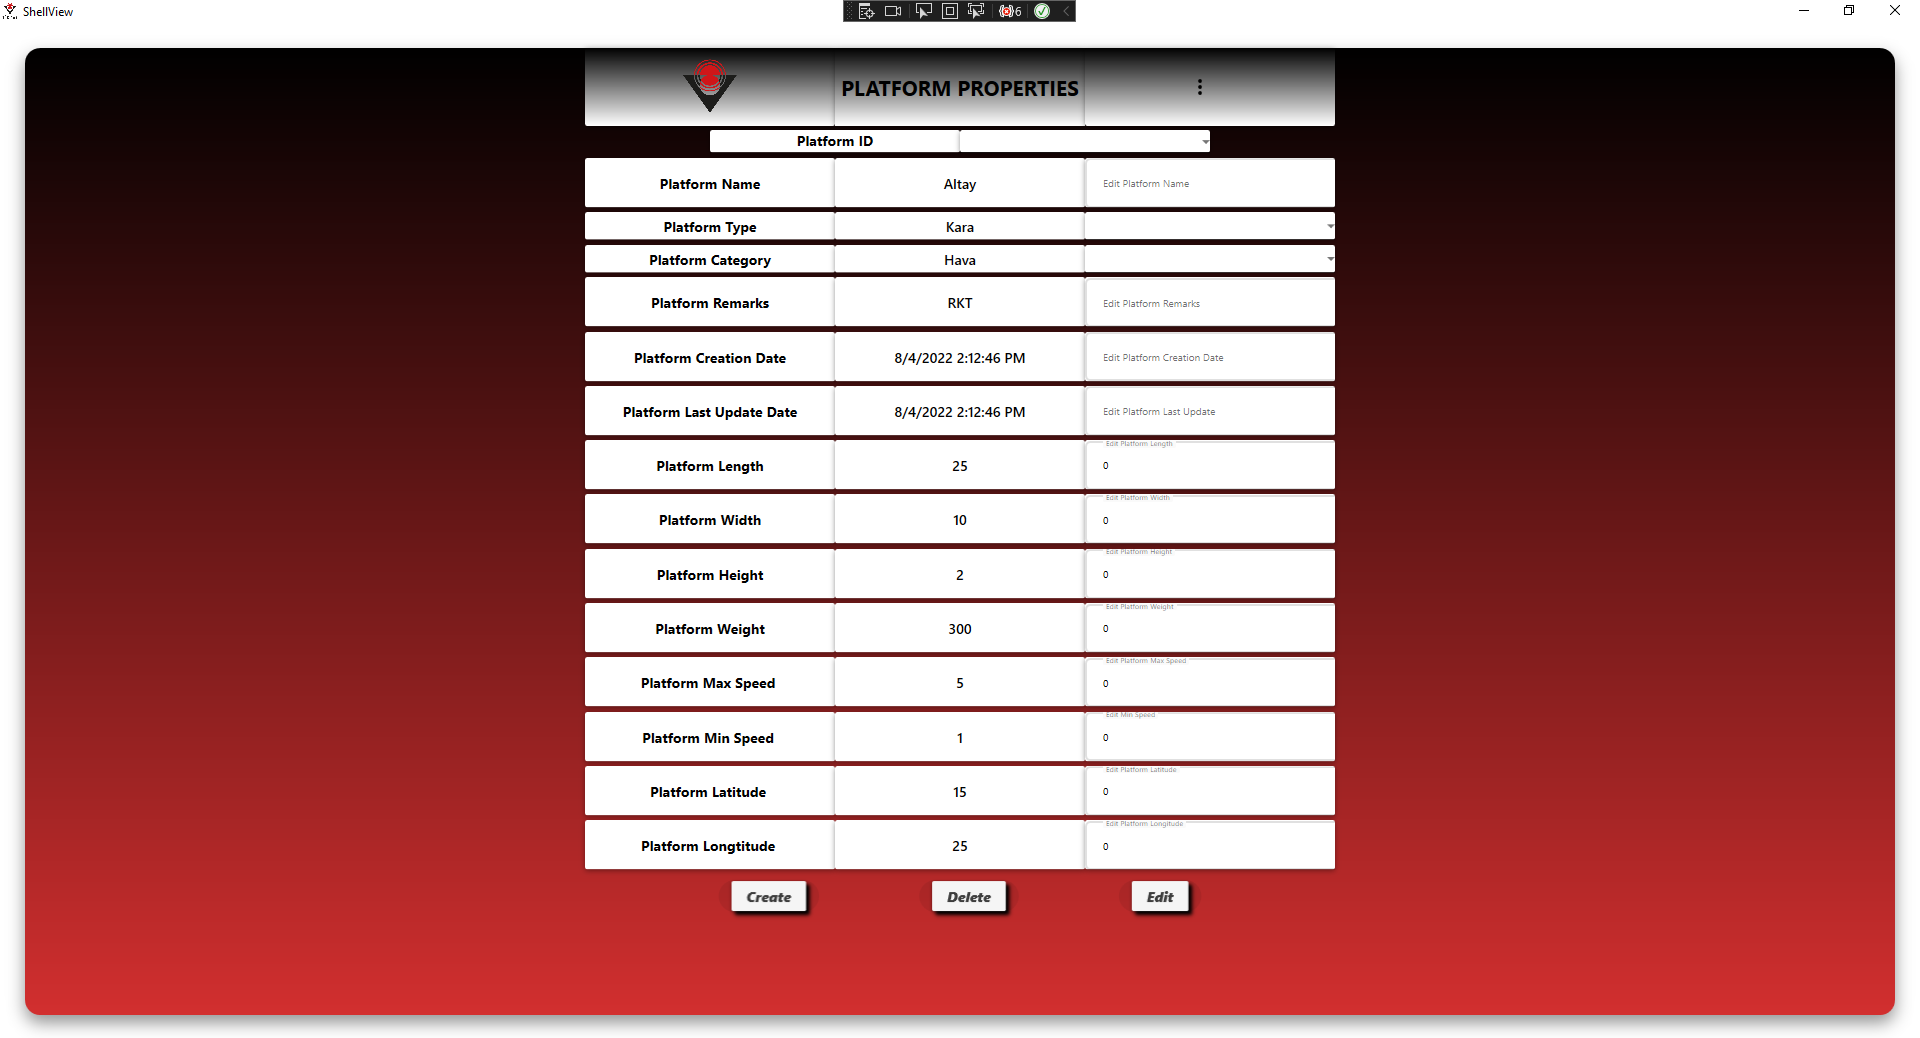 ShellView
6
PLATFORM PROPERTIES
Platform ID
Platform Name
Altay
Edit Platform Name
Platform Type
Kara
Platform Category
Hava
Platform Remarks
RKT
Edit Platform Remarks
Platform Creation Date
8/4/2022 2:12:46 PM
Edit Platform Creation Date
Platform Last Update Date
8/4/2022 2:12:46 PM
Edit Platform Last Update
Edit Platform Length
Platform Length
25
0
Edit Platform Width
Platform Width
10
0
Edit Platform Height
Platform Height
2
0
Edit Platform Weight
Platform Weight
300
0
Edit Platform Max Speed
Platform Max Speed
5
0
Edit Min Speed
Platform Min Speed
1
0
Edit Platform Latitude
Platform Latitude
15
0
Edit Platform Longitude
Platform Longtitude
25
0
Create
Delete
Edit